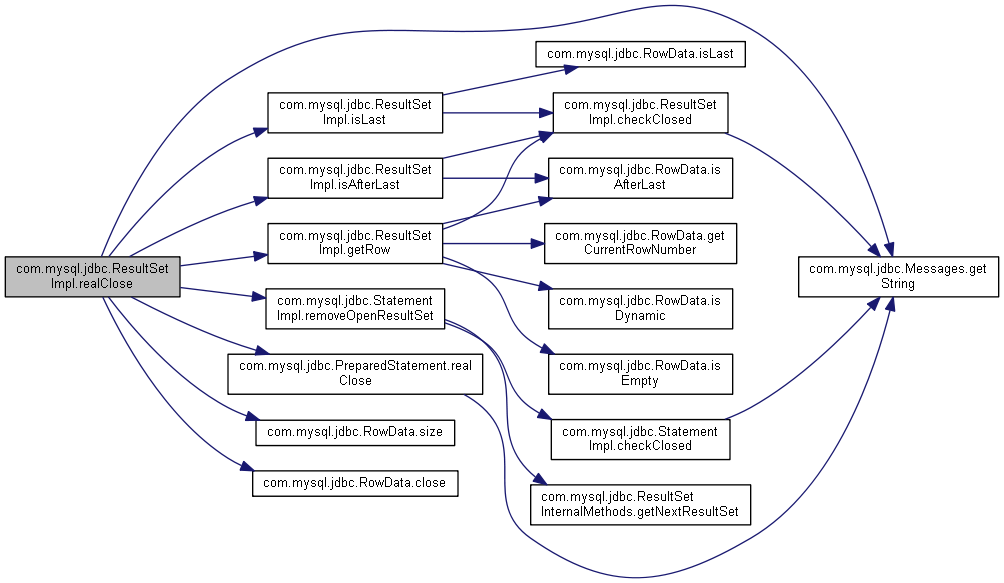 com.mysql.jdbc.ResultSet
Impl.realClose
com.mysql.jdbc.ResultSet
Impl.isLast
com.mysql.jdbc.ResultSet
Impl.isAfterLast
com.mysql.jdbc.ResultSet
Impl.getRow
com.mysql.jdbc.Statement
Impl.removeOpenResultSet
com.mysql.jdbc.PreparedStatement.real
Close
com.mysql.jdbc.RowData.size
com.mysql.jdbc.RowData.close
com.mysql.jdbc.RowData.isLast
com.mysql.jdbc.ResultSet
Impl.checkClosed
com.mysql.jdbc.RowData.is
AfterLast
com.mysql.jdbc.RowData.get
CurrentRowNumber
com.mysql.jdbc.RowData.is
Dynamic
com.mysql.jdbc.RowData.is
Empty
com.mysql.jdbc.Statement
Impl.checkClosed
com.mysql.jdbc.ResultSet
InternalMethods.getNextResultSet
com.mysql.jdbc.Messages.get
String